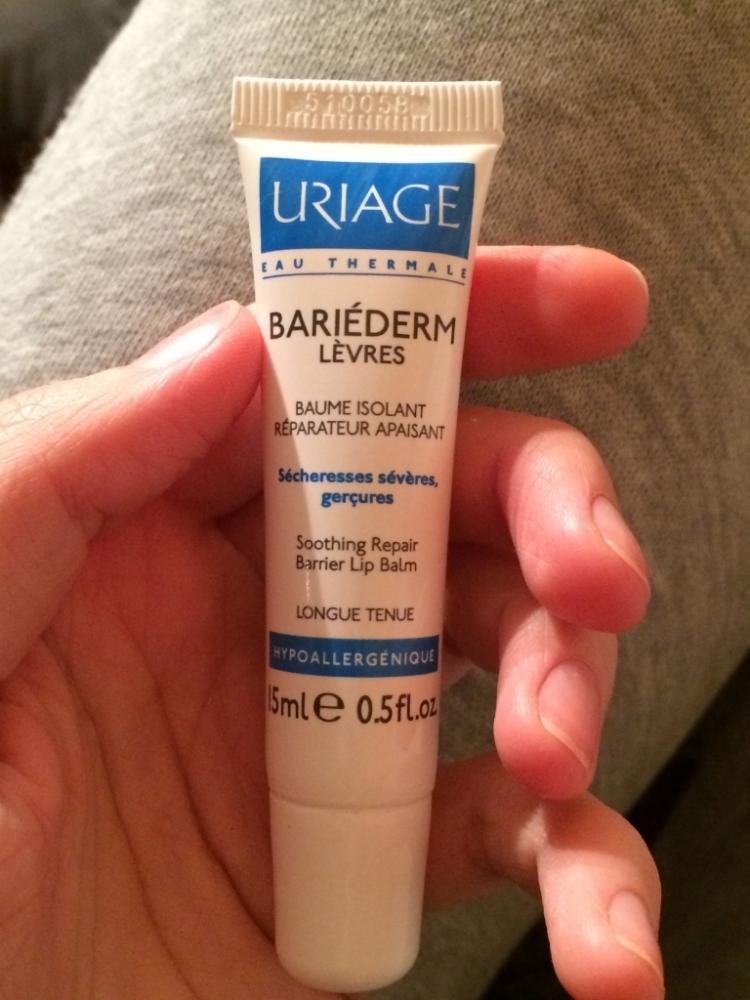 510058
URIAGE
EAU THERMALE
BARIÉDERM
LÈVRES
BAUME ISOLANT
RÉPARATEUR APAISANT
Sécheresses sévères,
gerçures
Soothing Repair
Barrier Lip Balm
LONGUE TENUE
HYPOALLERGÉNIQUE
15ml e 0.5fl.oz